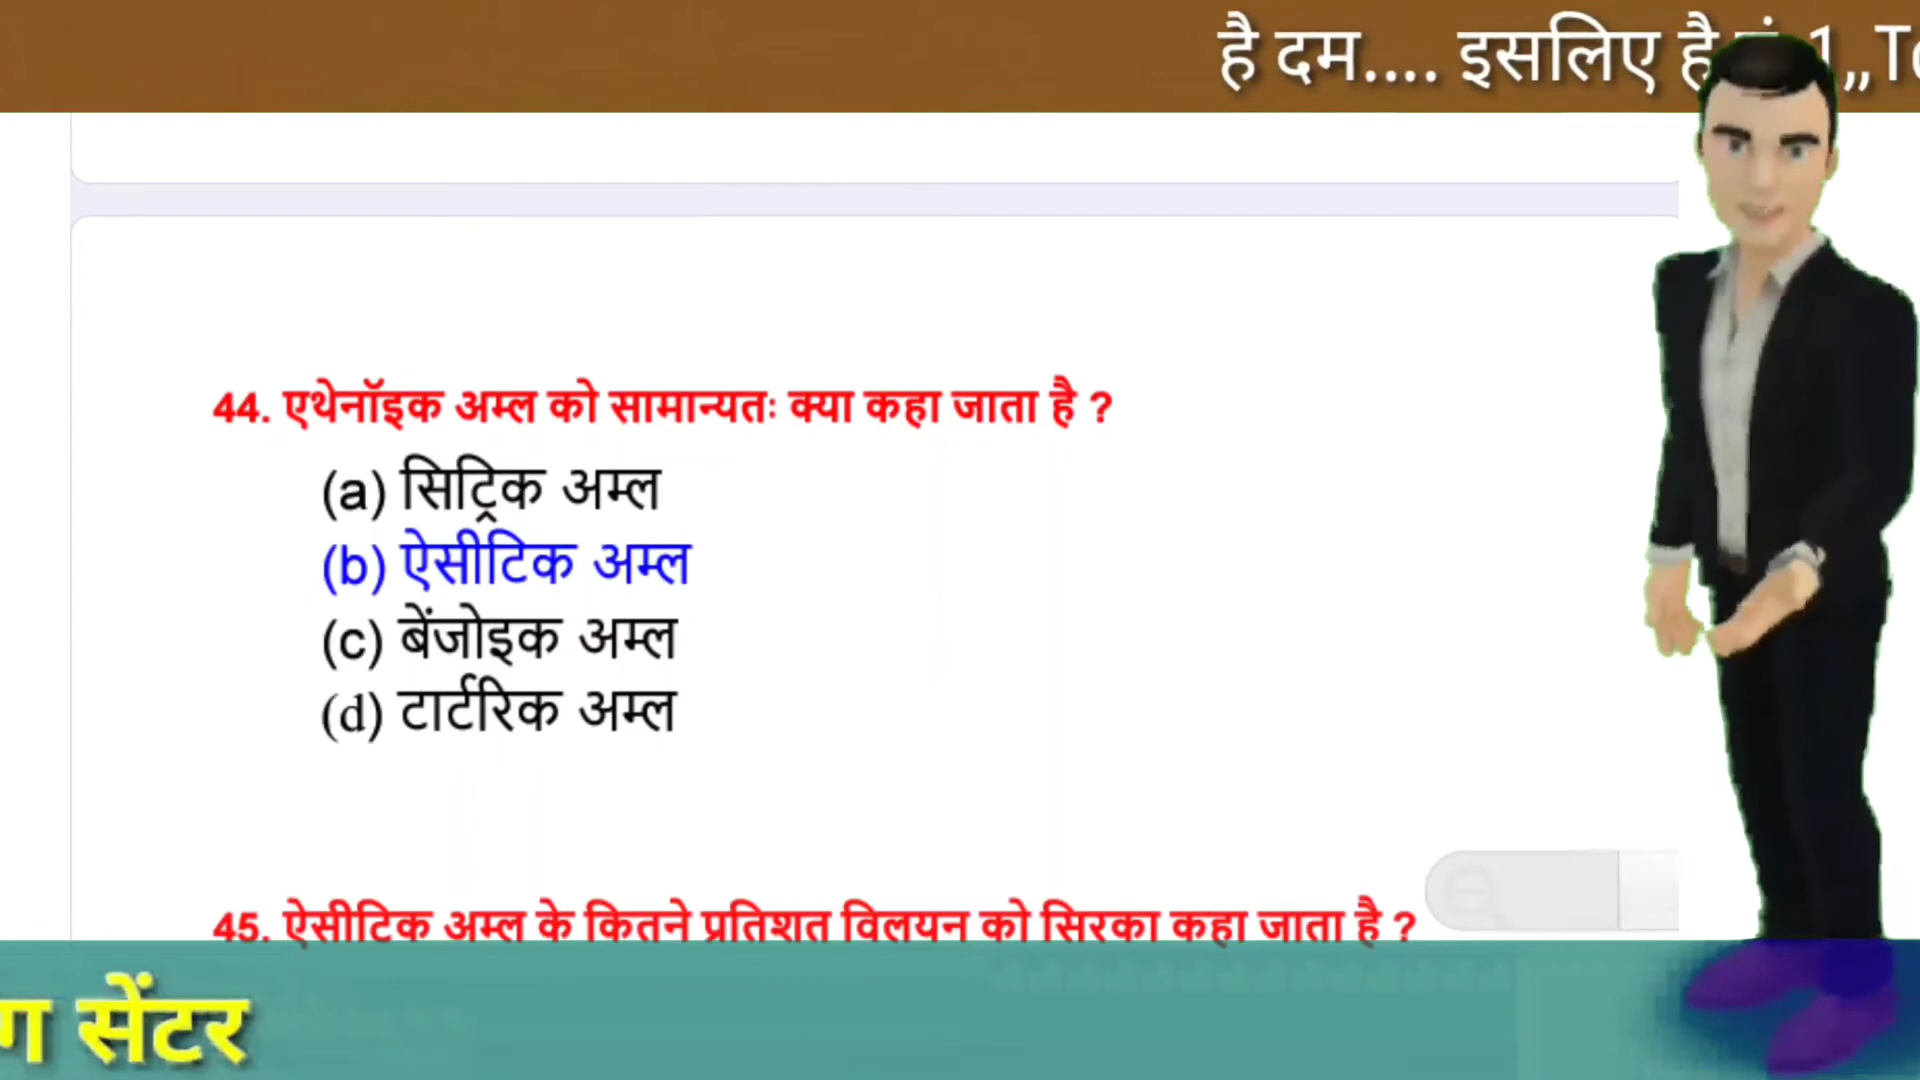 है दम.... इसलिए है
44. एथेनॉइक अम्ल को सामान्यतः क्या कहा जाता है ?
(a) सिट्रिक अम्ल
(b) ऐसीटिक अम्ल
(c) बेंजोइक अम्ल
(d) टार्टरिक अम्ल
45. ऐसीटिक अम्ल के कितने प्रतिशत विलयन को सिरका कहा जाता है ?
सेंटर